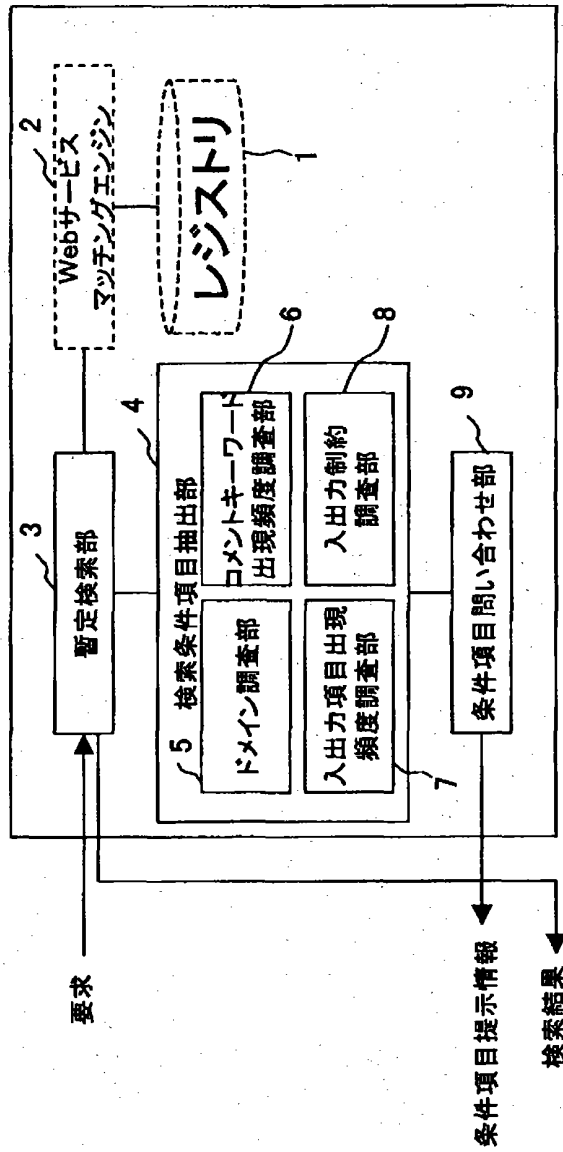 要求
3
暫定検索部
2
Webサービス
マッチングエンジン
レジストリ
1
4
検索条件項目抽出部
5
ドメイン調査部
コメントキーワード
出現頻度調査部
6
入出力項目出現
頻度調査部
7
入出力制約
調査部
8
9
条件項目問い合わせ部
条件項目提示情報
検索結果